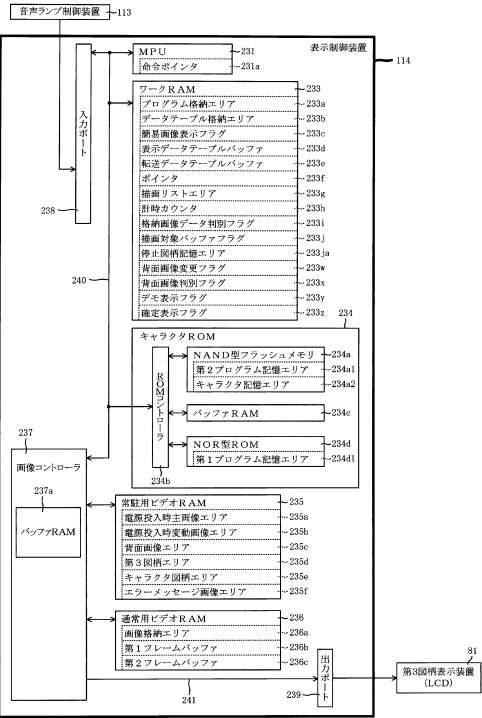 音声ランプ制御装置
113
表示制御装置
114
MPU
231
命令ポインタ
231a
入力ポート
238
ワークRAM
233
プログラム格納エリア
233a
データテーブル格納エリア
233b
簡易画像表示フラグ
233c
表示データテーブルバッファ
233d
転送データテーブルバッファ
233e
ポインタ
233f
描画リストエリア
233g
計時カウンタ
233h
格納画像データ判別フラグ
233i
描画対象バッファフラグ
233j
停止図柄記憶エリア
233ja
背面画像変更フラグ
233w
背面画像判別フラグ
233x
デモ表示フラグ
233y
確定表示フラグ
233z
240
234
キャラクタROM
ROMコントローラ
234b
NAND型フラッシュメモリ
234a
第2プログラム記憶エリア
234a1
キャラクタ記憶エリア
234a2
バッファRAM
234c
NOR型ROM
234d
第1プログラム記憶エリア
234d1
237
画像コントローラ
237a
バッファRAM
常駐用ビデオRAM
235
電源投入時主画像エリア
235a
電源投入時変動画像エリア
235b
背面画像エリア
235c
第3図柄エリア
235d
キャラクタ図柄エリア
235e
エラーメッセージ画像エリア
235f
通常用ビデオRAM
236
画像格納エリア
236a
第1フレームバッファ
236b
第2フレームバッファ
236c
241
出力ポート
239
81
第3図柄表示装置
(LCD)